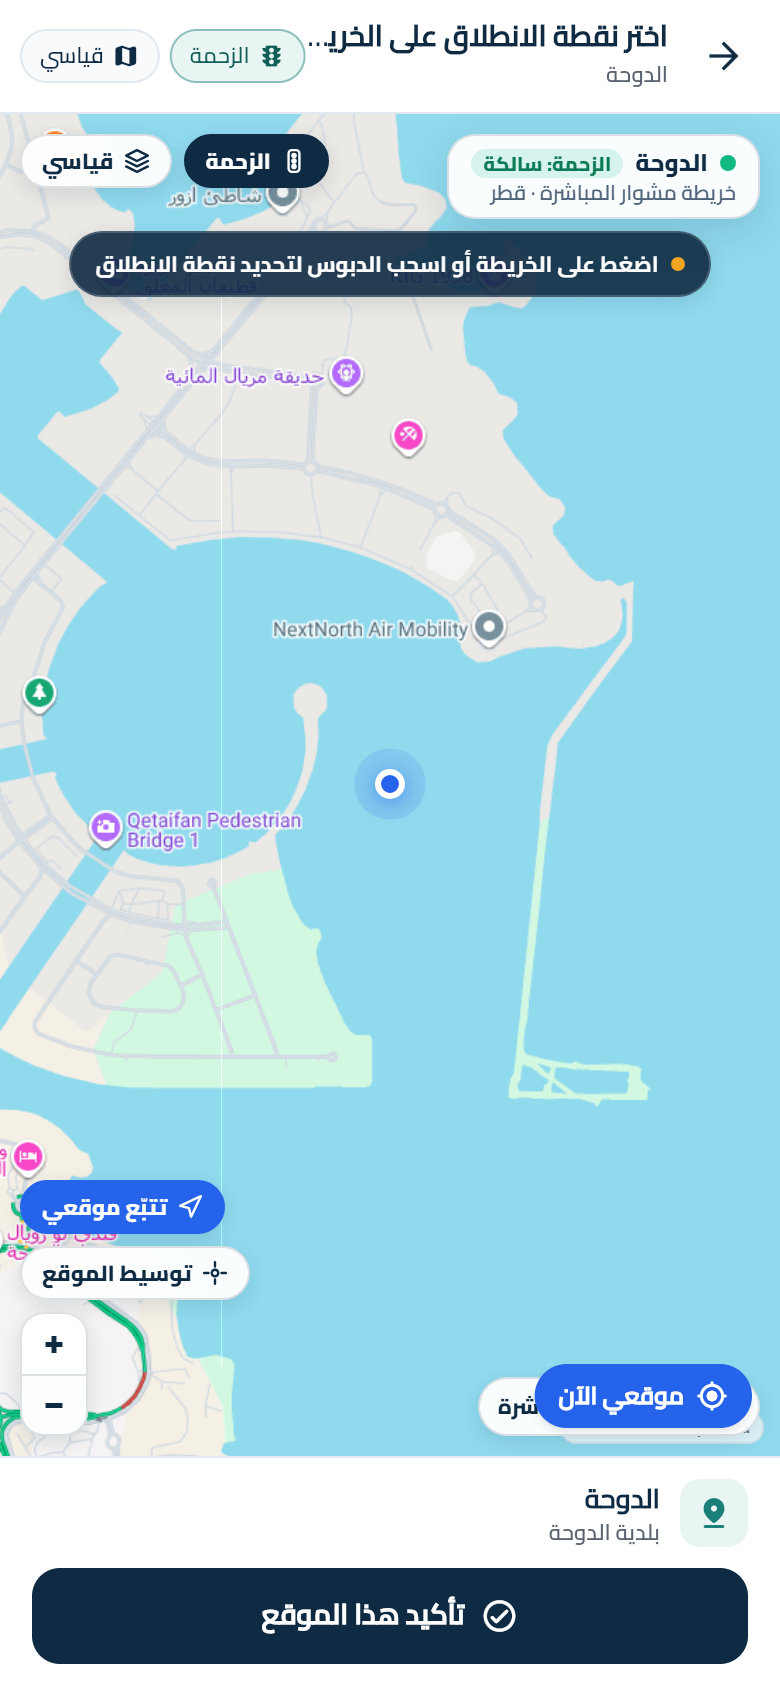 اختر نقطة الانطلاق على الخريـ...
الدوحة
الزحمة
قياسي
الدوحة
الزحمة: سالكة
خريطة مشوار المباشرة · قطر
الزحمة
قياسي
شاطئ ازور
اضغط على الخريطة أو اسحب الدبوس لتحديد نقطة الانطلاق
حديقة مريال المائية
NextNorth Air Mobility
Qetaifan Pedestrian
Bridge 1
تتبّع موقعي
توسيط الموقع
+
−
موقعي الآن
الدوحة
بلدية الدوحة
تأكيد هذا الموقع